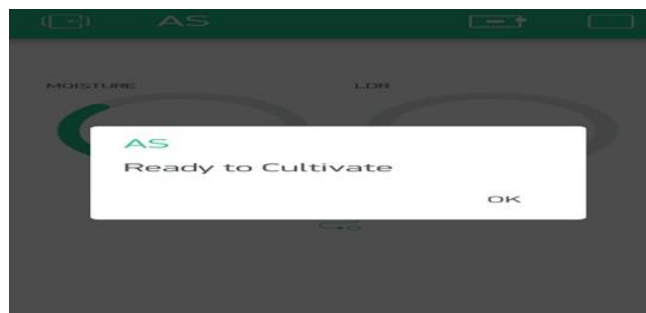 AS
MOISTURE
LDR
AS
Ready to Cultivate
OK